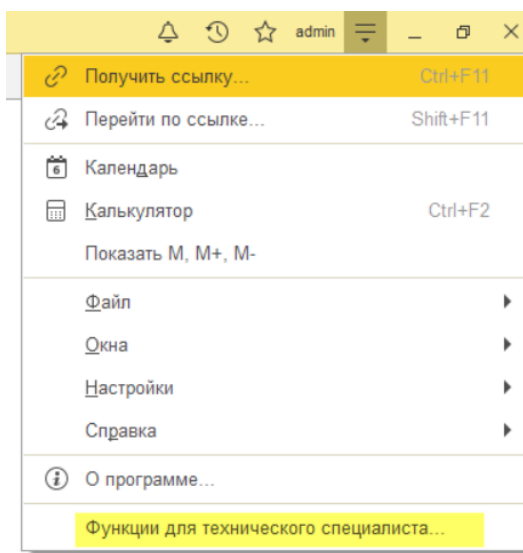 admin
Получить ссылку... Ctrl+F11
Перейти по ссылке... Shift+F11
6 Календарь
Калькулятор Ctrl+F2
Показать M, M+, M-
Файл
Окна
Настройки
Справка
i О программе...
Функции для технического специалиста...